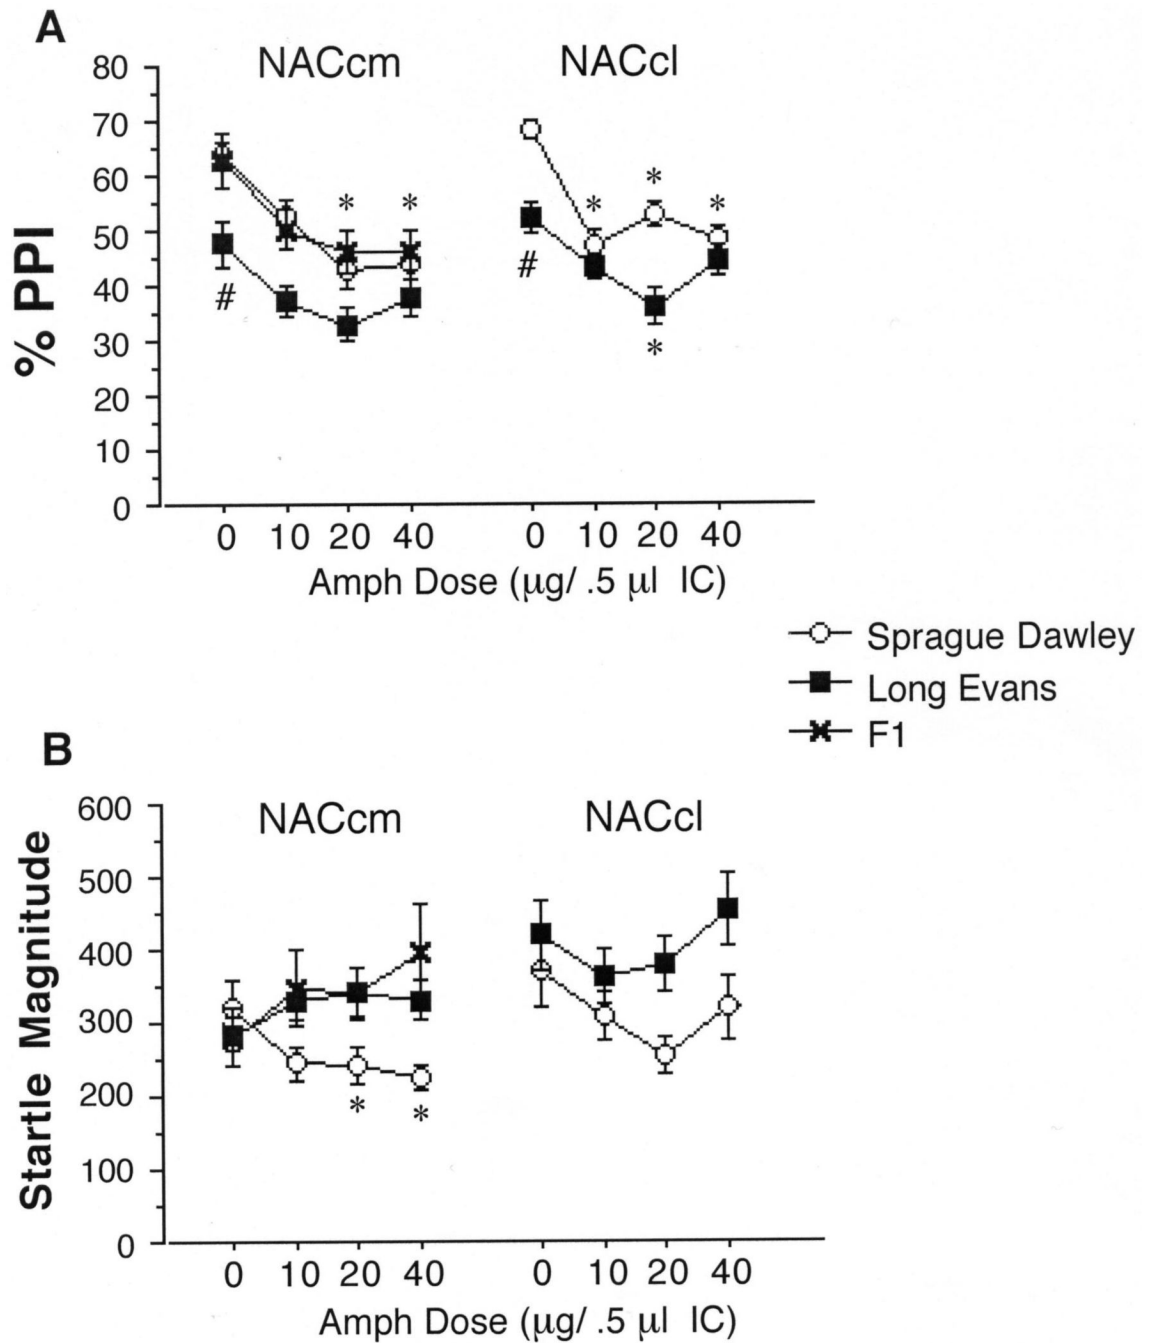 A
NACcm NACcl
80
70
60
50
40
30
20
10
0
% PPI
* * * * *
# #
*
0 10 20 40 0 10 20 40
Amph Dose (μg/ .5 μl IC)
Sprague Dawley
Long Evans
F1
B
NACcm NACcl
600
500
400
300
200
100
0
Startle Magnitude
* *
0 10 20 40 0 10 20 40
Amph Dose (μg/ .5 μl IC)